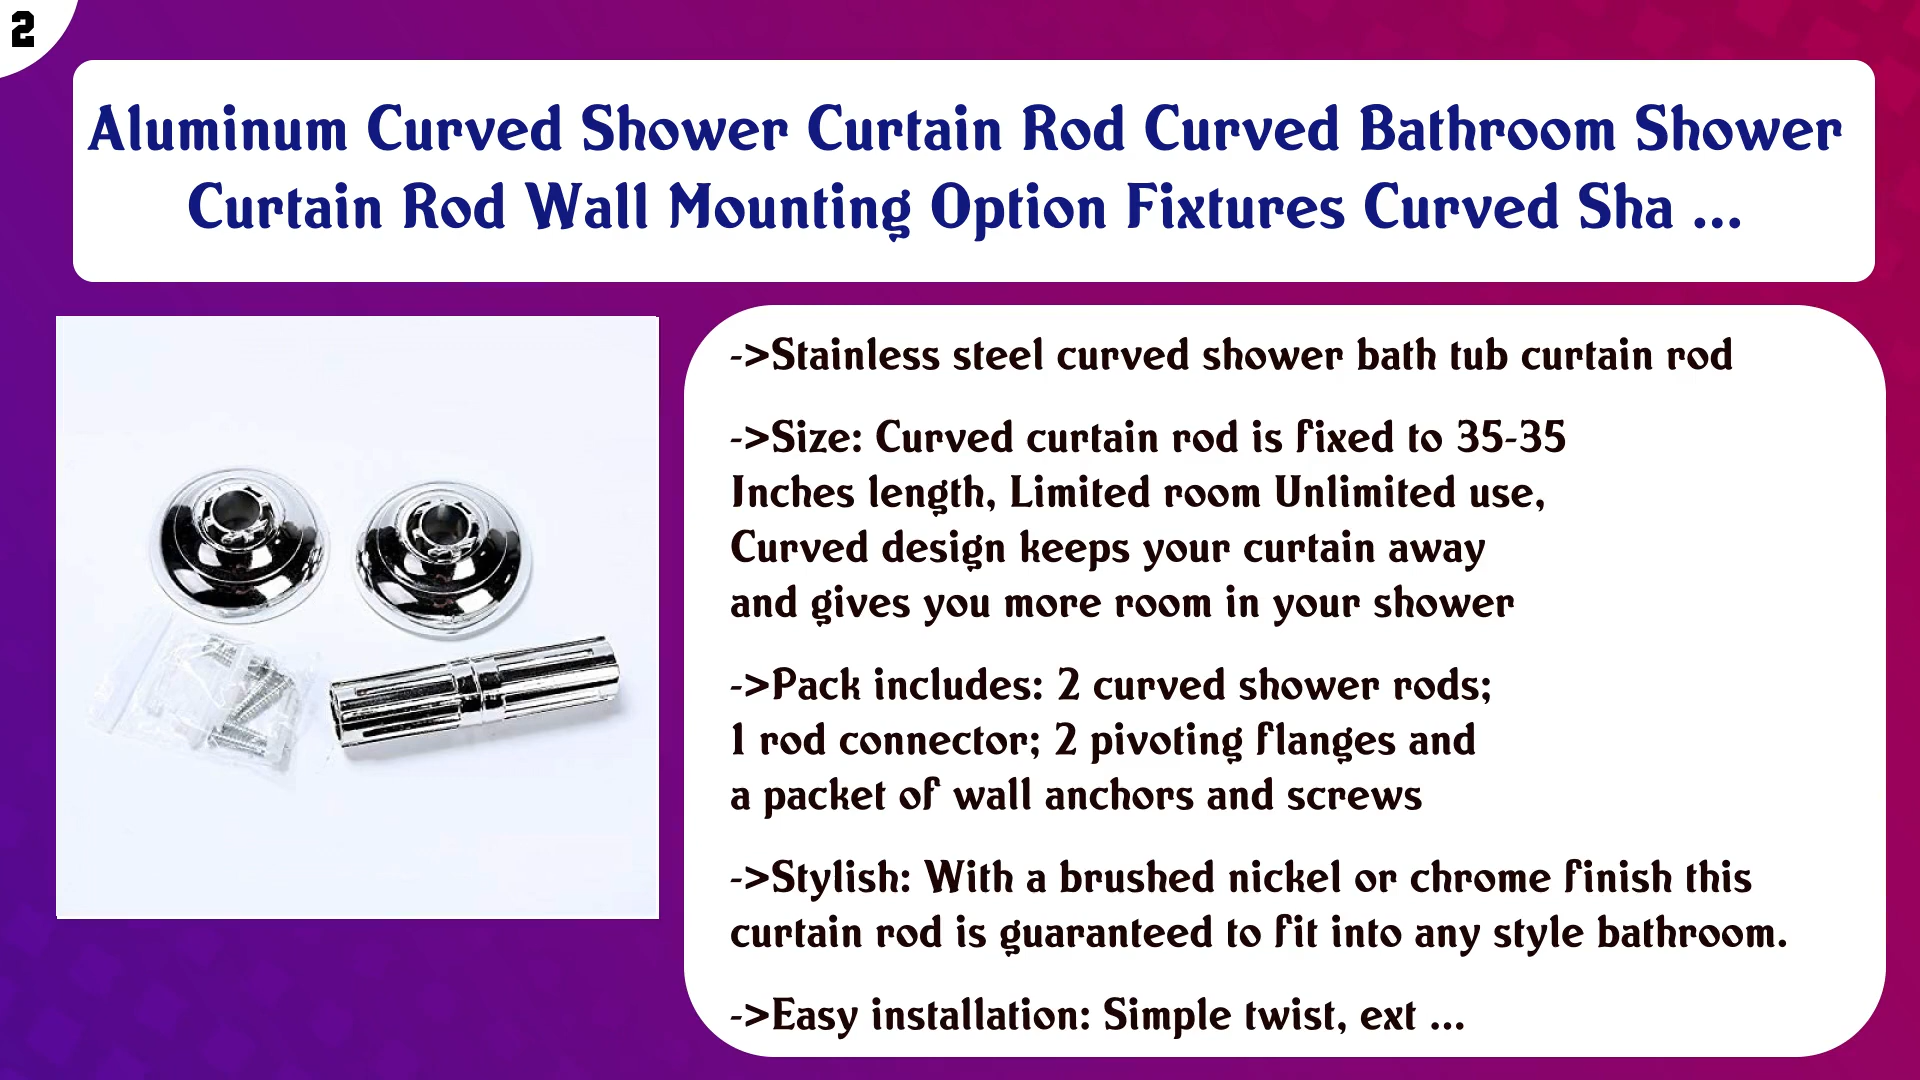 2
Aluminum Curved Shower Curtain Rod Curved Bathroom Shower
Curtain Rod Wall Mounting Option Fixtures Curved Sha ...
->Stainless steel curved shower bath tub curtain rod
->Size: Curved curtain rod is fixed to 35-35
Inches length, Limited room Unlimited use,
Curved design keeps your curtain away
and gives you more room in your shower
->Pack includes: 2 curved shower rods;
1 rod connector; 2 pivoting flanges and
a packet of wall anchors and screws
->Stylish: With a brushed nickel or chrome finish this
curtain rod is guaranteed to fit into any style bathroom.
->Easy installation: Simple twist, ext ...